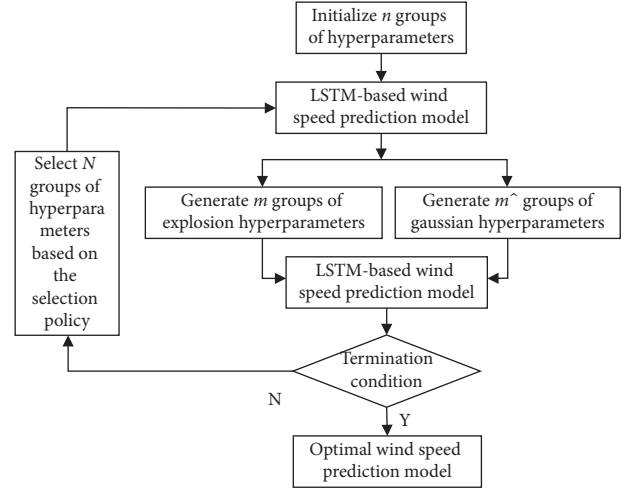 Initialize n groups
of hyperparameters
LSTM-based wind
speed prediction model
Select N
groups of
hyperpara
meters
based on
the
selection
policy
Generate m groups of
explosion hyperparameters
Generate mˆ groups of
gaussian hyperparameters
LSTM-based wind
speed prediction model
Termination
condition
N
Y
Optimal wind speed
prediction model